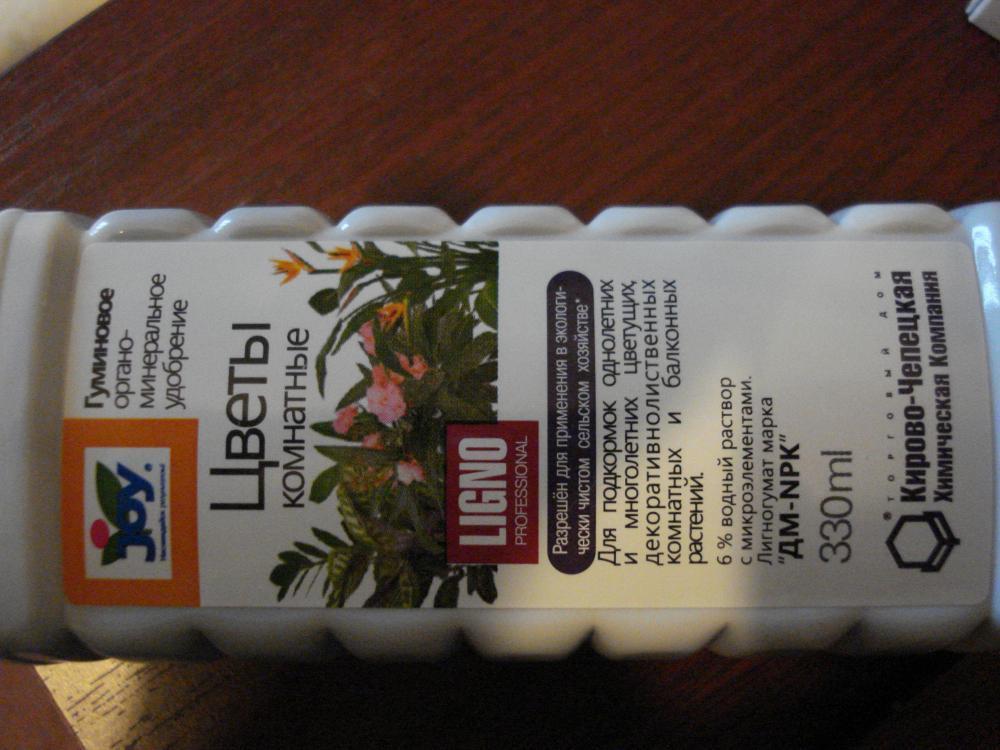 JOY
Гуминовое
органо-
минеральное
удобрение
Цветы
комнатные
LIGNO
PROFESSIONAL
Разрешён для применения в экологи-
чески чистом сельском хозяйстве*
Для подкормок однолетних
и многолетних цветущих,
декоративнолиственных
комнатных и балконных
растений.
6 % водный раствор
с микроэлементами.
Лигногумат марка
"ДМ-NPK"
330ml
®
ТОРГОВЫЙ ДОМ
Кирово-Чепецкая
Химическая Компания